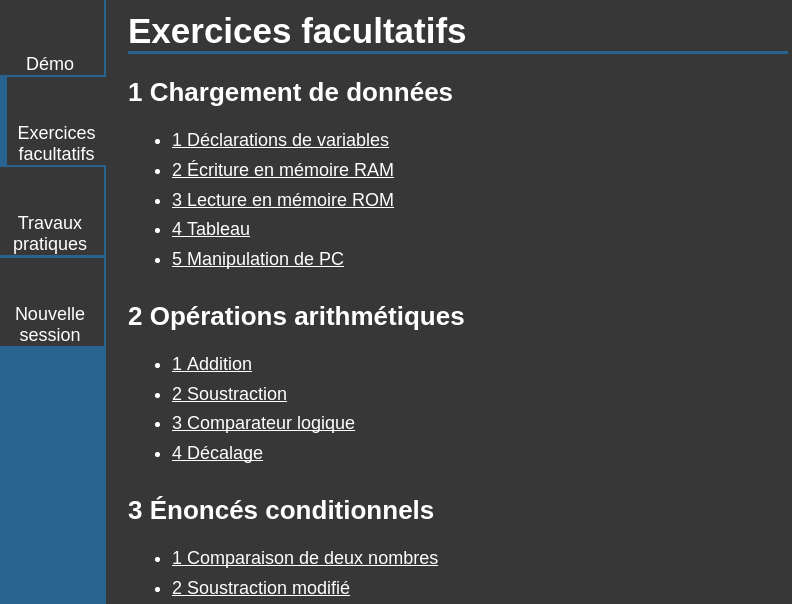 Démo
Exercices
facultatifs
Travaux
pratiques
Nouvelle
session
Exercices facultatifs
1 Chargement de données
1 Déclarations de variables
2 Écriture en mémoire RAM
3 Lecture en mémoire ROM
4 Tableau
5 Manipulation de PC
2 Opérations arithmétiques
1 Addition
2 Soustraction
3 Comparateur logique
4 Décalage
3 Énoncés conditionnels
1 Comparaison de deux nombres
2 Soustraction modifié